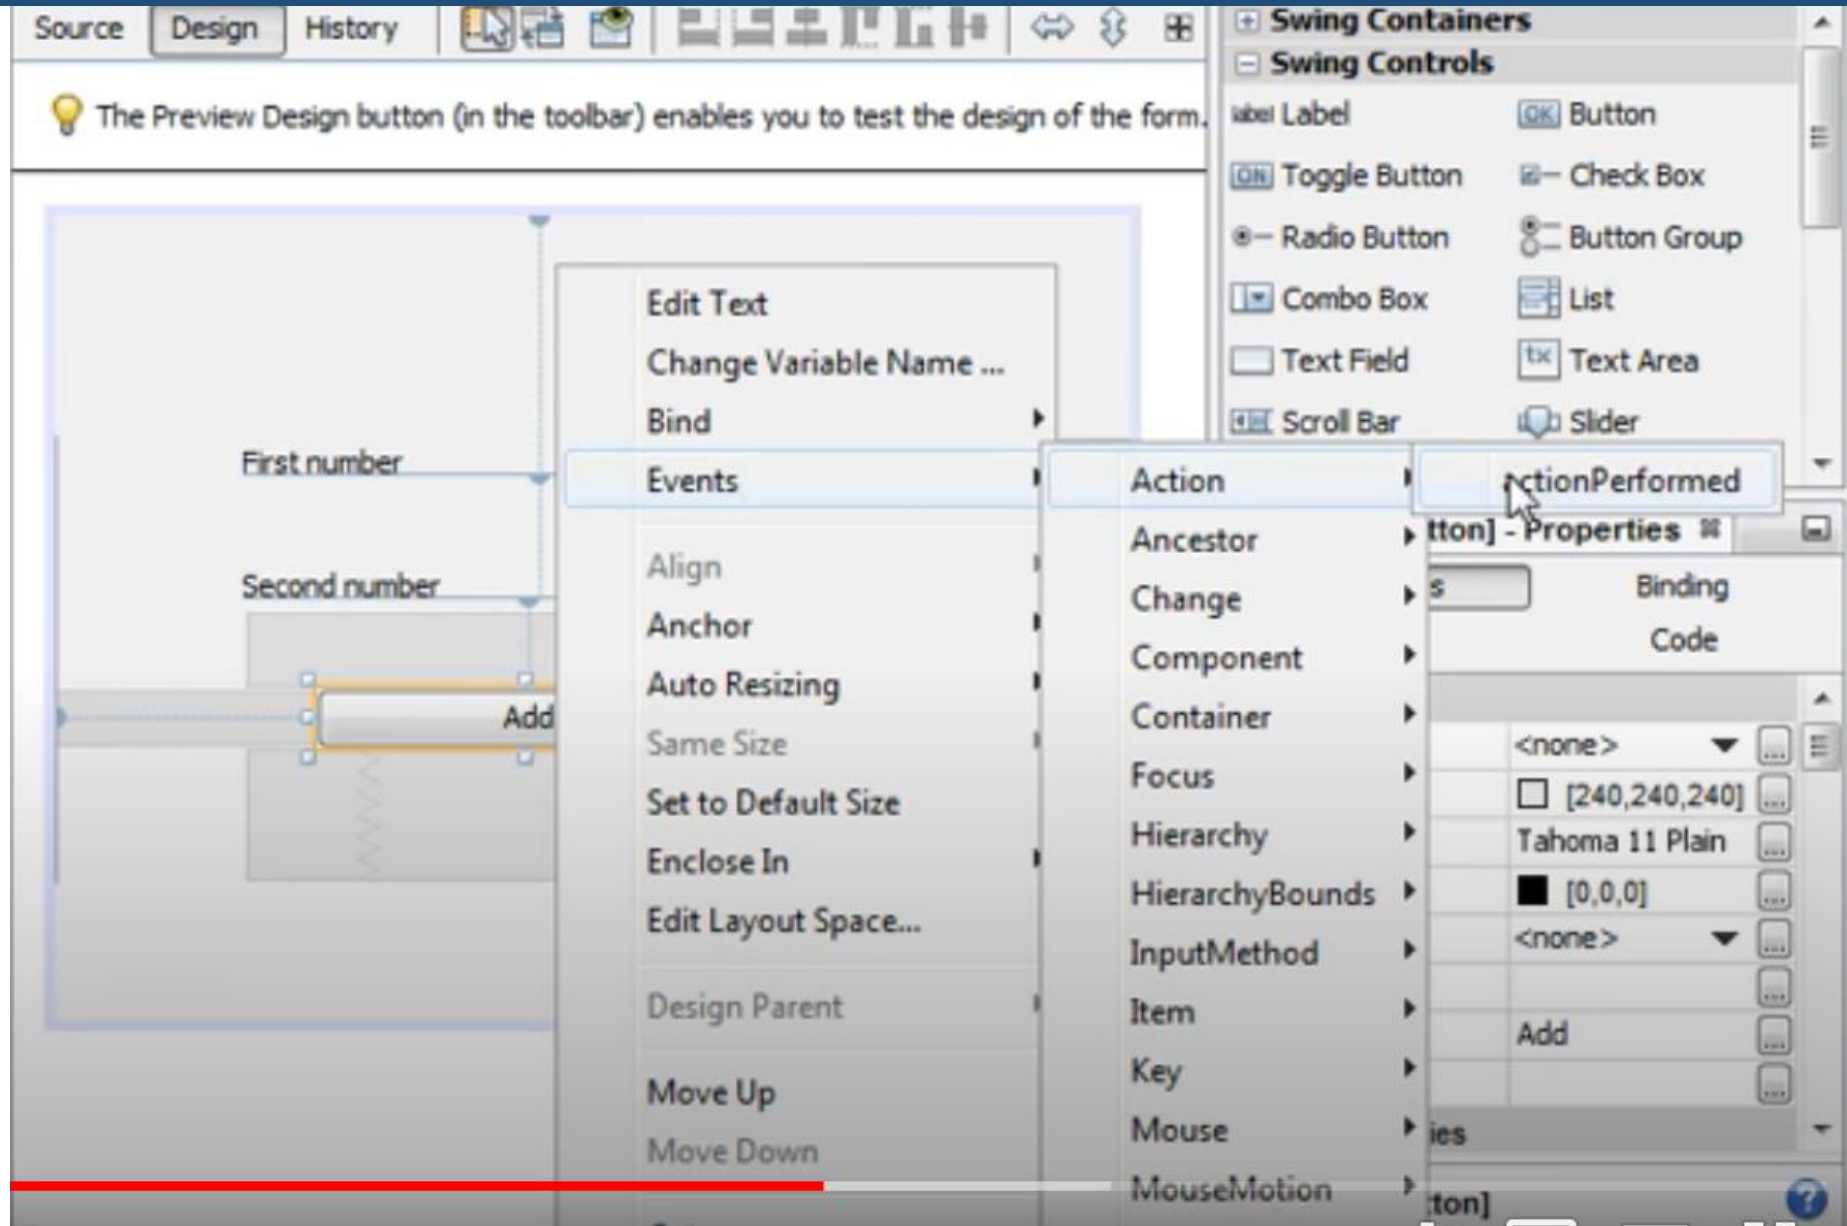 Source Design History
The Preview Design button (in the toolbar) enables you to test the design of the form.
First number
Second number
Add
Edit Text
Change Variable Name ...
Bind
Events
Align
Anchor
Auto Resizing
Same Size
Set to Default Size
Enclose In
Edit Layout Space...
Design Parent
Move Up
Move Down
Action
Ancestor
Change
Component
Container
Focus
Hierarchy
HierarchyBounds
InputMethod
Item
Key
Mouse
MouseMotion
ctionPerformed
Swing Containers
Swing Controls
label Label OK Button
ON Toggle Button Check Box
Radio Button Button Group
Combo Box List
Text Field tx Text Area
Scroll Bar Slider
tton] - Properties
s Binding
Code
<none> ...
[240,240,240] ...
Tahoma 11 Plain ...
[0,0,0] ...
<none> ...
...
Add ...
...
ies
ton] ?